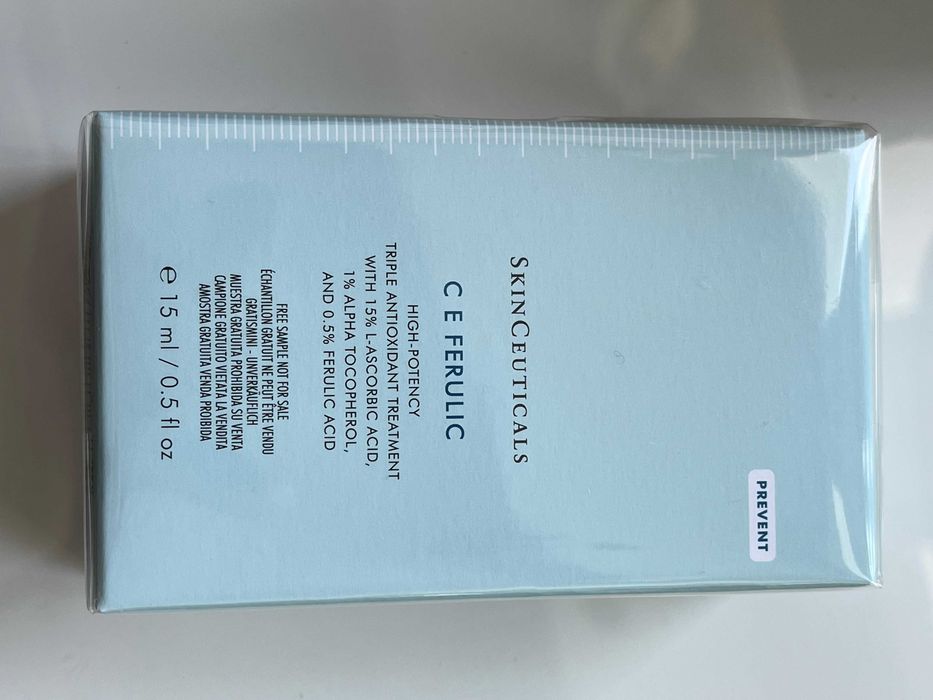 PREVENT
SKINCEUTICALS
C E FERULIC
HIGH-POTENCY
TRIPLE ANTIOXIDANT TREATMENT
WITH 15% L-ASCORBIC ACID,
1% ALPHA TOCOPHEROL,
AND 0.5% FERULIC ACID
FREE SAMPLE NOT FOR SALE
ÉCHANTILLON GRATUIT NE PEUT ÊTRE VENDU
GRATISMINI - UNVERKÄUFLICH
MUESTRA GRATUITA PROHIBIDA SU VENTA
CAMPIONE GRATUITO VIETATA LA VENDITA
AMOSTRA GRATUITA VENDA PROIBIDA
℮ 15 ml / 0.5 fl oz